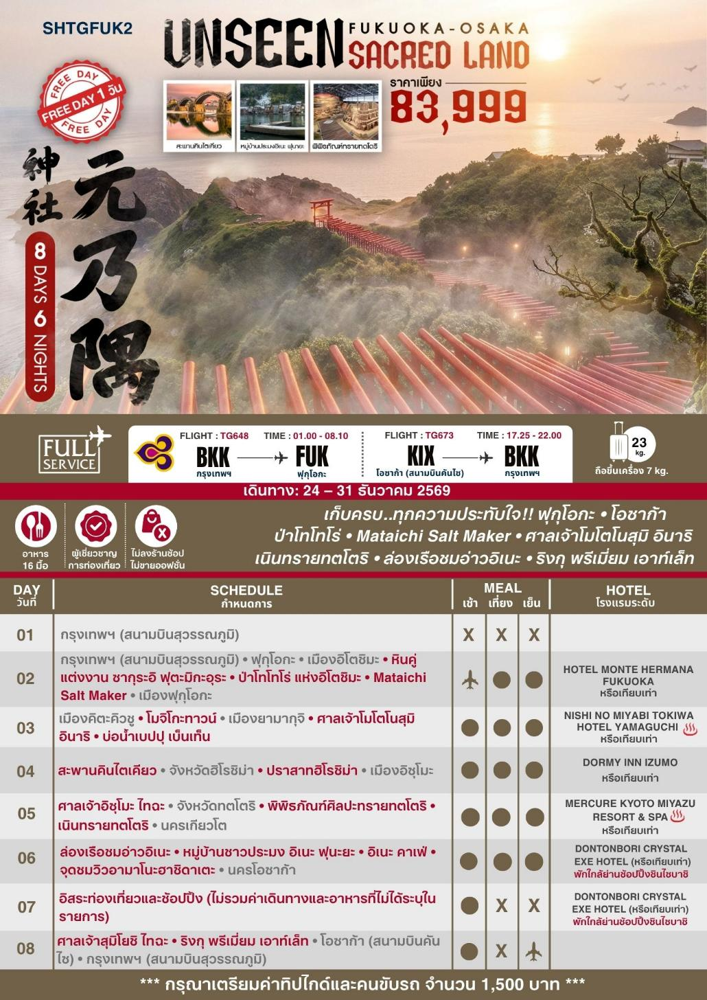 SHTGFUK2
UNSEEN FUKUOKA-OSAKA
SACRED LAND
ราคาเพียง
83,999
FREE DAY
FREE DAY 1 วัน
FREE DAY
สะพานคินไตเคียว
หมู่บ้านประมงอิเนะ ฟุนายะ
พิพิธภัณฑ์ทรายทตโตริ
元乃隅
神社
8 DAYS 6 NIGHTS
FULL
SERVICE
FLIGHT : TG648 TIME : 01.00 - 08.10
BKK FUK
กรุงเทพฯ ฟุกุโอกะ
FLIGHT : TG673 TIME : 17.25 - 22.00
KIX BKK
โอซาก้า (สนามบินคันไซ) กรุงเทพฯ
23
kg.
ถือขึ้นเครื่อง 7 kg.
เดินทาง: 24 – 31 ธันวาคม 2569
อาหาร
16 มื้อ
ผู้เชี่ยวชาญ
การท่องเที่ยว
ไม่ลงร้านช้อป
ไม่ขายออฟชั่น
เก็บครบ..ทุกความประทับใจ!! ฟุกุโอกะ • โอซาก้า
ป่าโทโทโร่ • Mataichi Salt Maker • ศาลเจ้าโมโตโนสุมิ อินาริ
เนินทรายทตโตริ • ล่องเรือชมอ่าวอิเนะ • ริงกุ พรีเมี่ยม เอาท์เล็ท
DAY SCHEDULE MEAL HOTEL
วันที่ กำหนดการ เช้า เที่ยง เย็น โรงแรมระดับ
01 กรุงเทพฯ (สนามบินสุวรรณภูมิ) X X X
02 กรุงเทพฯ (สนามบินสุวรรณภูมิ) • ฟุกุโอกะ • เมืองอิโตชิมะ • หินคู่
แต่งงาน ซากุระอิ ฟุตะมิกะอุระ • ป่าโทโทโร่ แห่งอิโตชิมะ • Mataichi
Salt Maker • เมืองฟุกุโอกะ
HOTEL MONTE HERMANA
FUKUOKA
หรือเทียบเท่า
03 เมืองคิตะคิวชู • โมจิโกะทาวน์ • เมืองยามากุจิ • ศาลเจ้าโมโตโนสุมิ
อินาริ • บ่อน้ำเบปปุ เบ็นเท็น
NISHI NO MIYABI TOKIWA
HOTEL YAMAGUCHI
หรือเทียบเท่า
04 สะพานคินไตเคียว • จังหวัดฮิโรชิม่า • ปราสาทฮิโรชิม่า • เมืองอิซุโมะ
DORMY INN IZUMO
หรือเทียบเท่า
05 ศาลเจ้าอิซุโมะ ไทฉะ • จังหวัดทตโตริ • พิพิธภัณฑ์ศิลปะทรายทตโตริ •
เนินทรายทตโตริ • นครเกียวโต
MERCURE KYOTO MIYAZU
RESORT & SPA
หรือเทียบเท่า
06 ล่องเรือชมอ่าวอิเนะ • หมู่บ้านชาวประมง อิเนะ ฟุนะยะ • อิเนะ คาเฟ่ •
จุดชมวิวอามาโนะฮาชิดาเตะ • นครโอซาก้า
DONTONBORI CRYSTAL
EXE HOTEL (หรือเทียบเท่า)
พักใกล้ย่านช้อปปิ้งชินไซบาชิ
07 อิสระท่องเที่ยวและช้อปปิ้ง (ไม่รวมค่าเดินทางและอาหารที่ไม่ได้ระบุใน
รายการ) X X
DONTONBORI CRYSTAL
EXE HOTEL (หรือเทียบเท่า)
พักใกล้ย่านช้อปปิ้งชินไซบาชิ
08 ศาลเจ้าสุมิโยชิ ไทฉะ • ริงกุ พรีเมี่ยม เอาท์เล็ท • โอซาก้า (สนามบินคัน
ไซ) • กรุงเทพฯ (สนามบินสุวรรณภูมิ) X
*** กรุณาเตรียมค่าทิปไกด์และคนขับรถ จำนวน 1,500 บาท ***